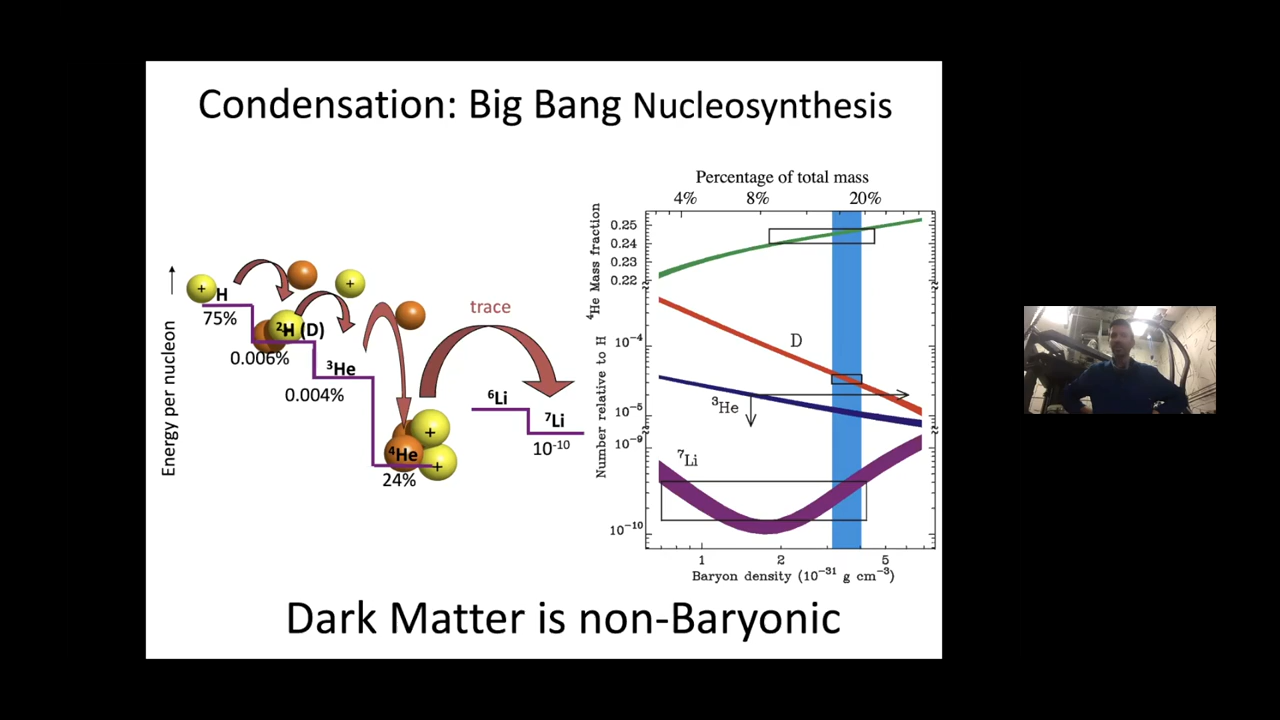 Condensation: Big Bang Nucleosynthesis
Energy per nucleon
+
H
75%
²H (D)
0.006%
+
³He
0.004%
⁴He
+
+
24%
trace
⁶Li
⁷Li
10⁻¹⁰
Percentage of total mass
4% 8% 20%
⁴He Mass fraction
0.25
0.24
0.23
0.22
Number relative to H
10⁻⁴
10⁻⁵
10⁻⁹
10⁻¹⁰
D
³He
⁷Li
1 2 5
Baryon density (10⁻³¹ g cm⁻³)
Dark Matter is non-Baryonic